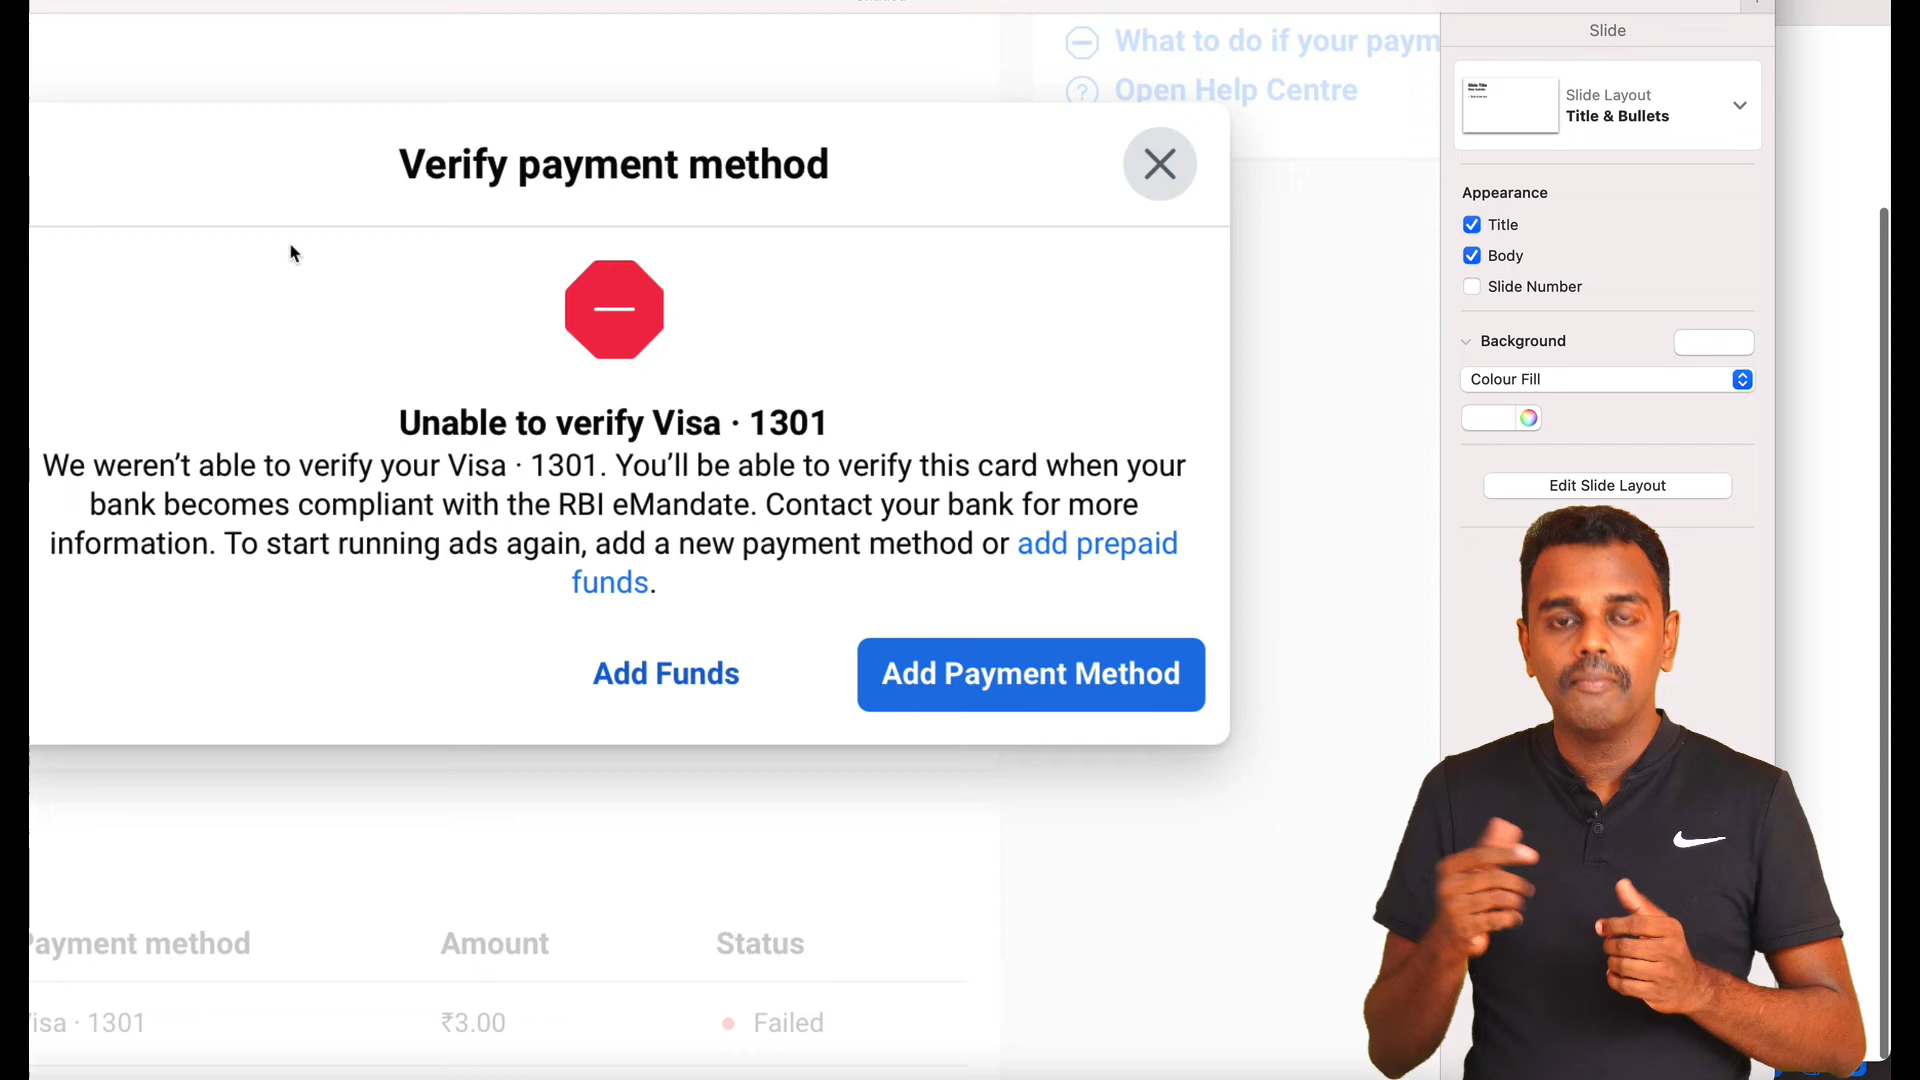 What to do if your paym
Open Help Centre
Verify payment method
Unable to verify Visa · 1301
We weren’t able to verify your Visa · 1301. You’ll be able to verify this card when your
bank becomes compliant with the RBI eMandate. Contact your bank for more
information. To start running ads again, add a new payment method or add prepaid
funds.
Add Funds
Add Payment Method
Payment method Amount Status
isa · 1301 ₹3.00 Failed
Slide
Slide Layout
Title & Bullets
Appearance
Title
Body
Slide Number
Background
Colour Fill
Edit Slide Layout